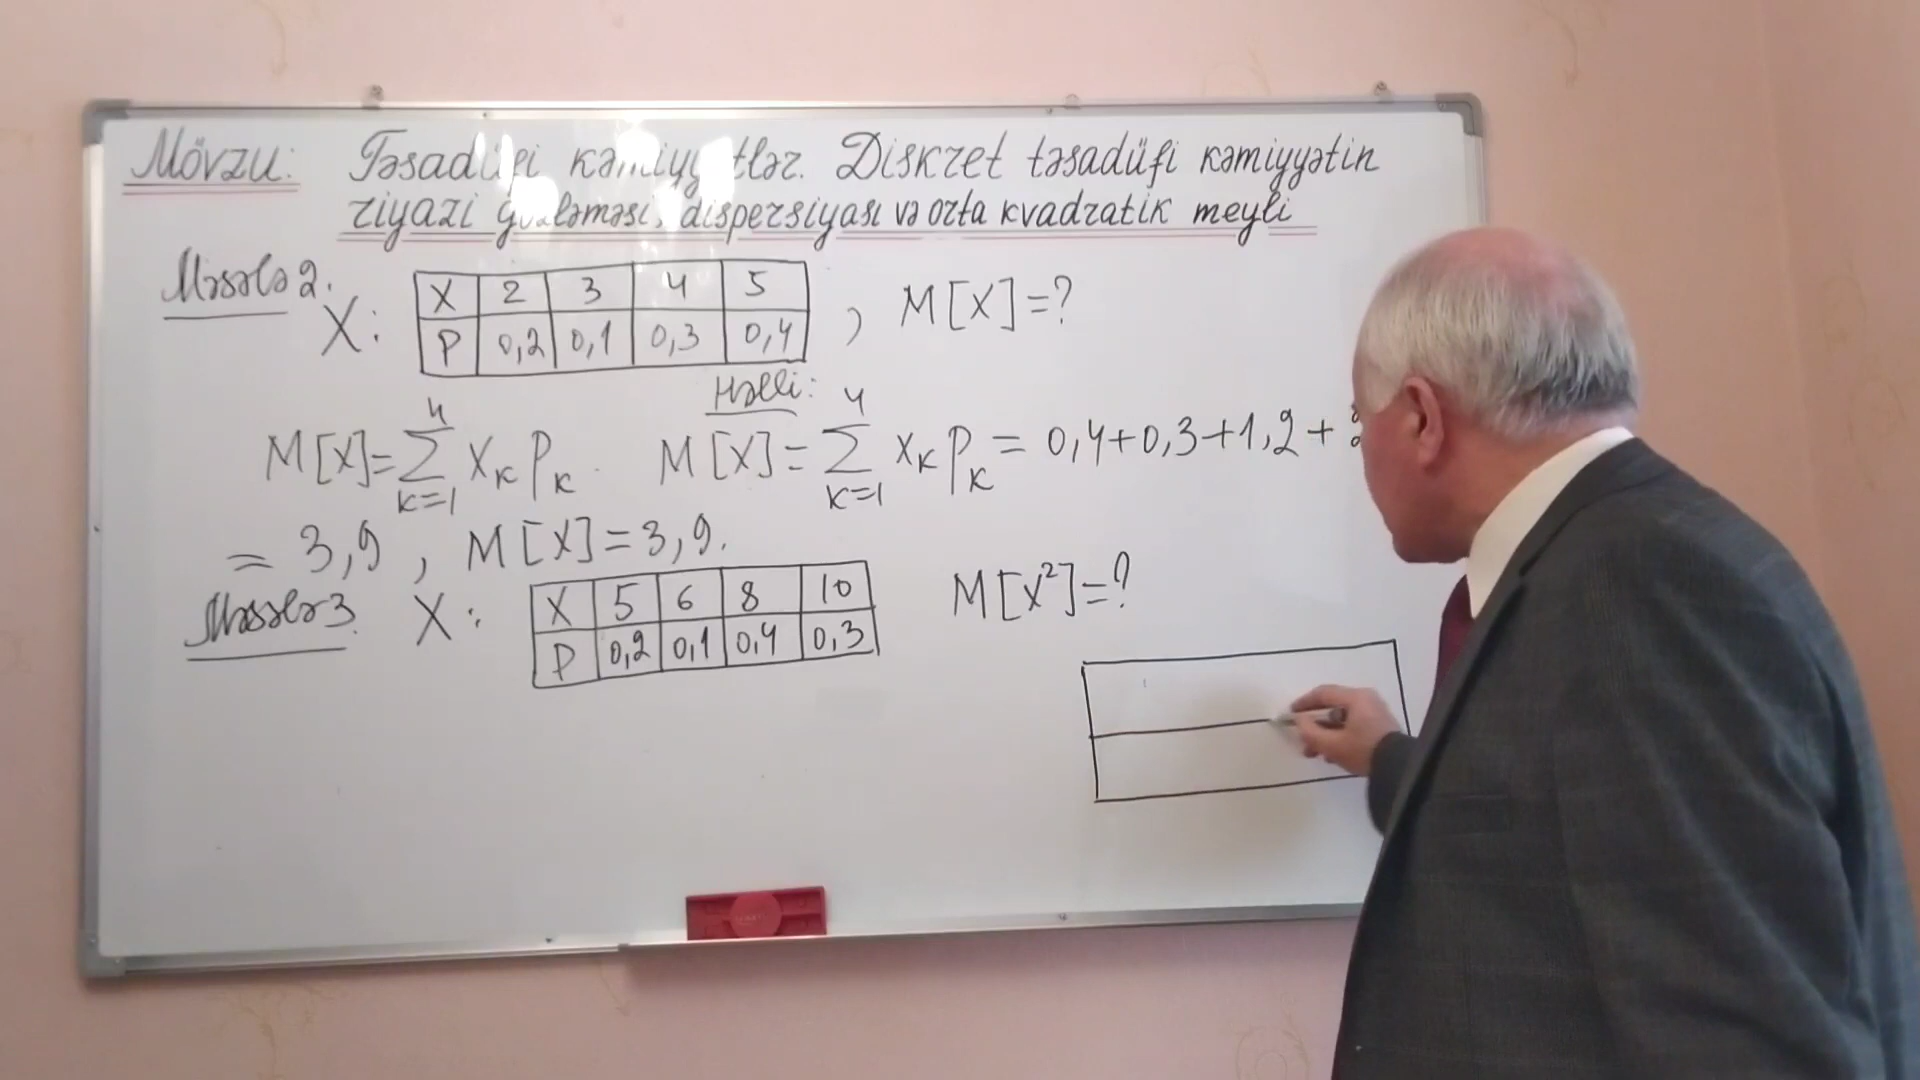 Mövzu: Təsadüfi kəmiyyətlər. Diskret təsadüfi kəmiyyətin
riyazi gözləməsi, dispersiyası və orta kvadratik meyli
Məsələ 2.
X: X 2 3 4 5 , M[X]=?
P 0,2 0,1 0,3 0,4
Həlli:
M[X]=∑ₖ₌₁⁴ xₖ pₖ. M[X]=∑ₖ₌₁⁴ xₖ pₖ = 0,4+0,3+1,2+
= 3,9 , M[X]=3,9.
Məsələ 3. X: X 5 6 8 10 M[X²]=?
P 0,2 0,1 0,4 0,3